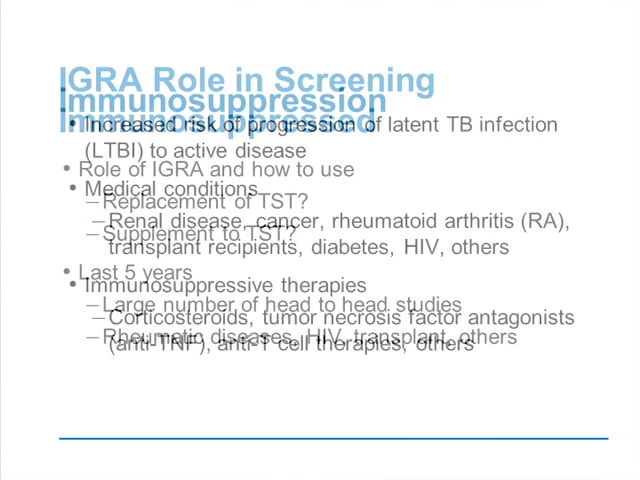 Immunosuppression
• Increased risk of progression of latent TB infection
(LTBI) to active disease
• Medical conditions
– Renal disease, cancer, rheumatoid arthritis (RA),
transplant recipients, diabetes, HIV, others
• Immunosuppressive therapies
– Corticosteroids, tumor necrosis factor antagonists
(anti-TNF), anti-T cell therapies, others
IGRA Role in Screening
Immunosuppressed
• Role of IGRA and how to use
– Replacement of TST?
– Supplement to TST?
• Last 5 years
– Large number of head to head studies
– Rheumatic diseases, HIV, transplant, others